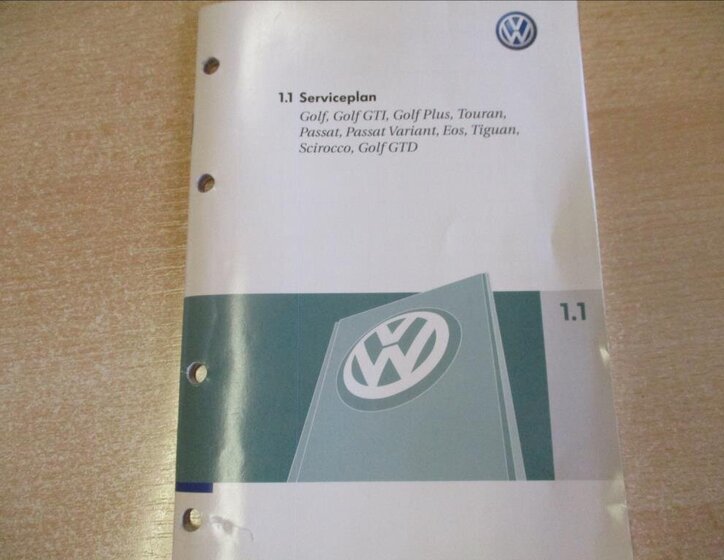 1.1 Serviceplan
Golf, Golf GTI, Golf Plus, Touran,
Passat, Passat Variant, Eos, Tiguan,
Scirocco, Golf GTD
1.1